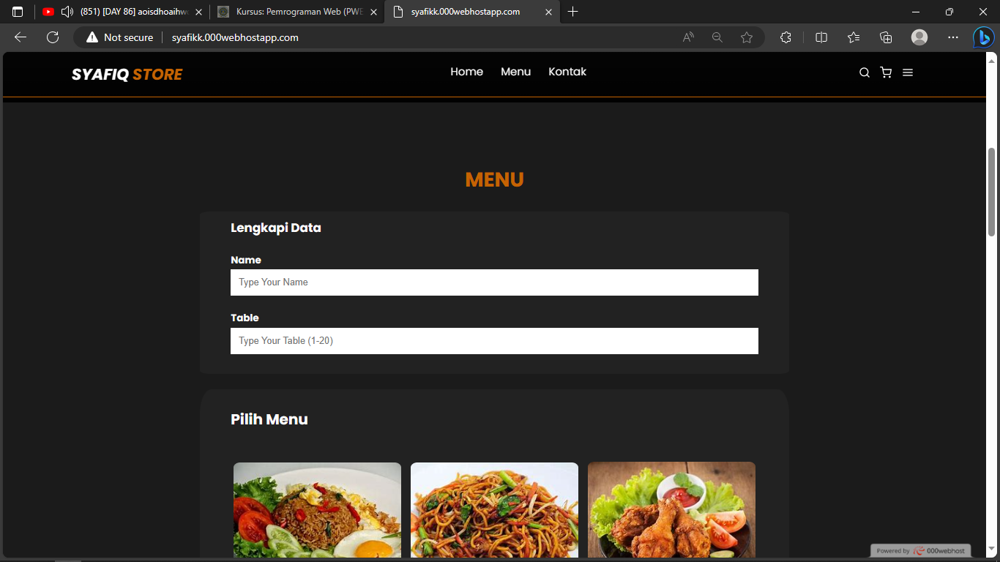 (851) [DAY 86] aoisdhoaihw
Kursus: Pemrograman Web (PWE
syafikk.000webhostapp.com
Not secure
syafikk.000webhostapp.com
SYAFIQ STORE
Home
Menu
Kontak
MENU
Lengkapi Data
Name
Type Your Name
Table
Type Your Table (1-20)
Pilih Menu
Powered by 000webhost